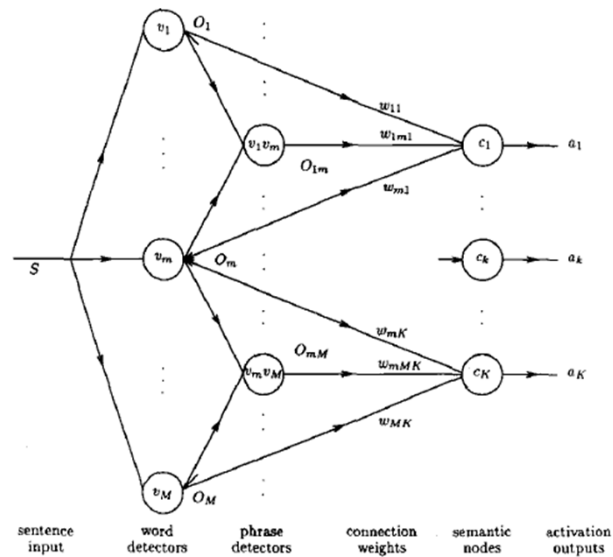 v1 O1
w11
v1vm w1m1 c1 a1
O1m
wm1
S vm Om ck ak
wmK
OmM
vmvM wmMK cK aK
wMK
vM OM
sentence word phrase connection semantic activation
input detectors detectors weights nodes outputs